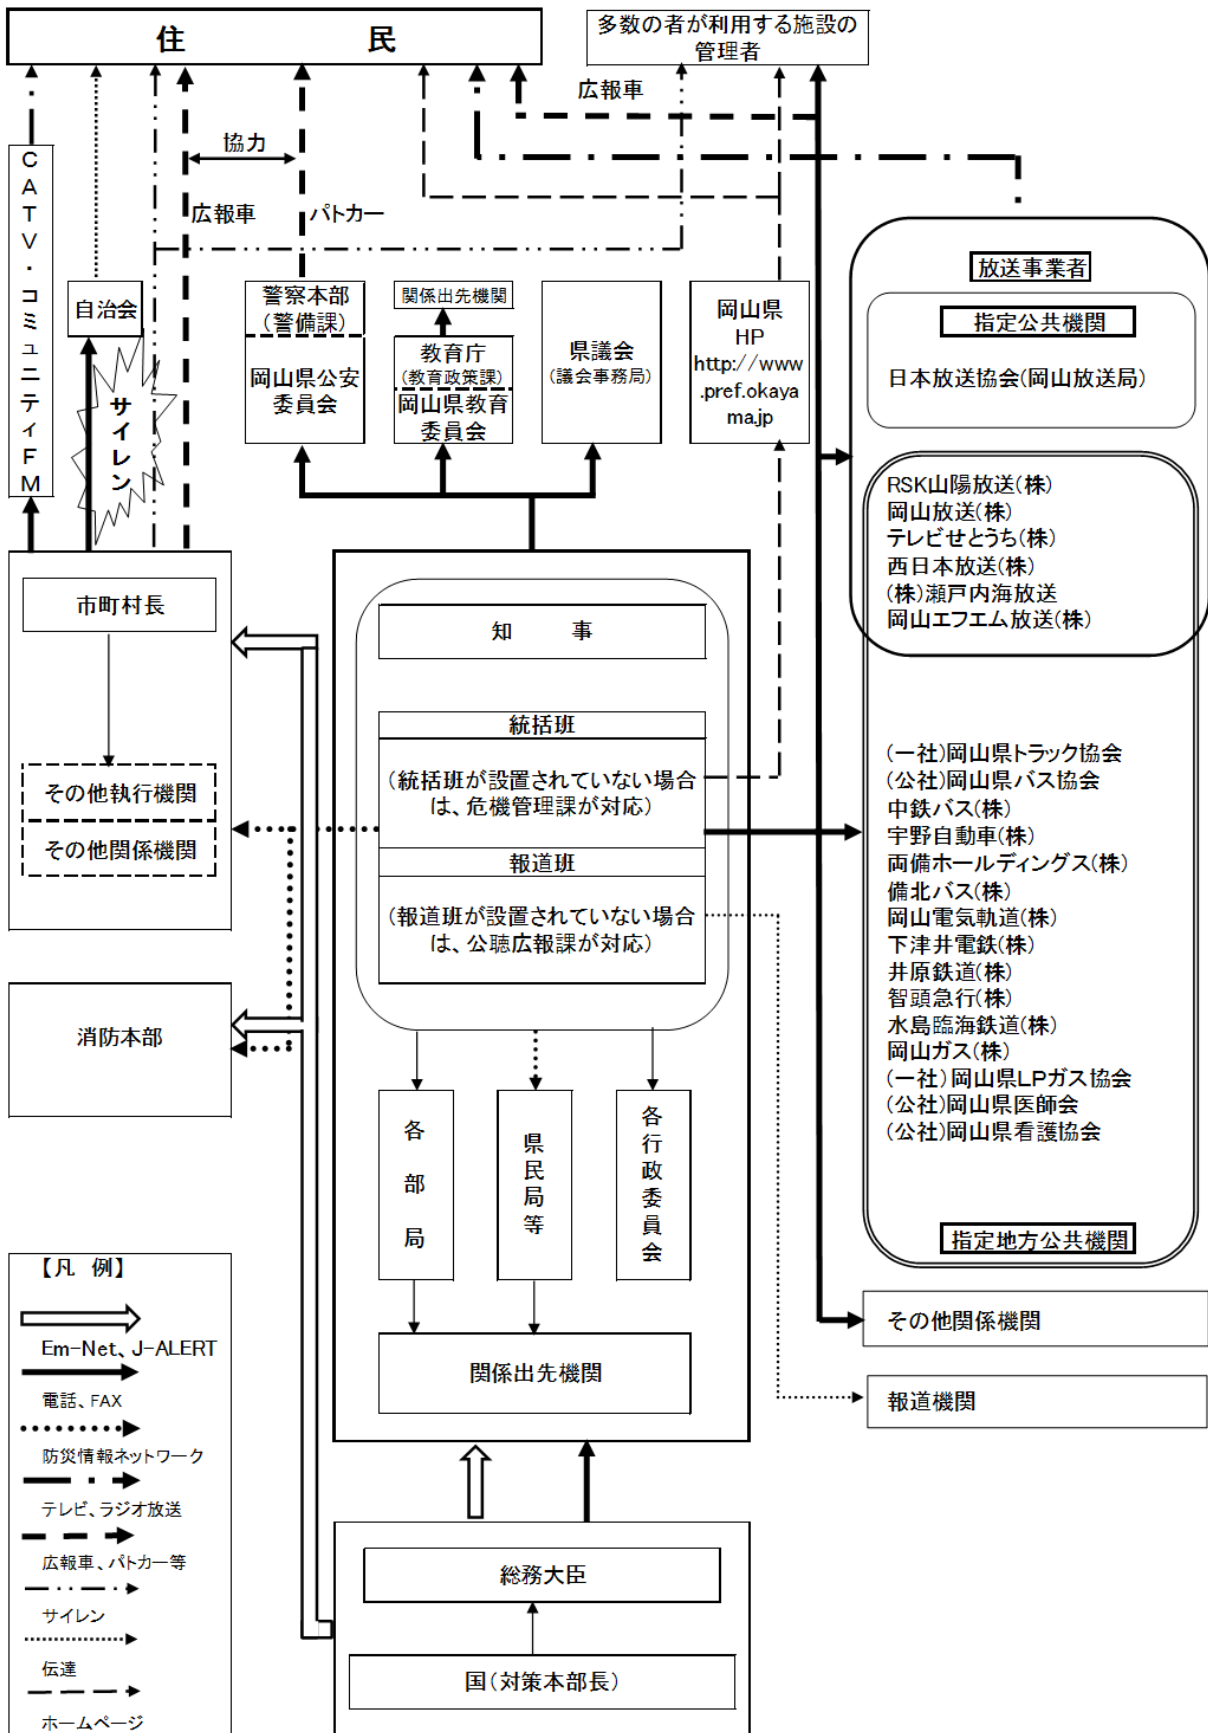 住　　民
多数の者が利用する施設の
管理者
広報車
協力
広報車
パトカー
CATV・コミュニティFM
自治会
サイレン
警察本部
(警備課)
岡山県公安
委員会
関係出先機関
教育庁
(教育政策課)
岡山県教育
委員会
県議会
(議会事務局)
岡山県
HP
http://www
.pref.okaya
ma.jp
放送事業者
指定公共機関
日本放送協会(岡山放送局)
RSK山陽放送(株)
岡山放送(株)
テレビせとうち(株)
西日本放送(株)
(株)瀬戸内海放送
岡山エフエム放送(株)
(一社)岡山県トラック協会
(公社)岡山県バス協会
中鉄バス(株)
宇野自動車(株)
両備ホールディングス(株)
備北バス(株)
岡山電気軌道(株)
下津井電鉄(株)
井原鉄道(株)
智頭急行(株)
水島臨海鉄道(株)
岡山ガス(株)
(一社)岡山県LPガス協会
(公社)岡山県医師会
(公社)岡山県看護協会
指定地方公共機関
その他関係機関
報道機関
市町村長
その他執行機関
その他関係機関
消防本部
知　　事
統括班
(統括班が設置されていない場合
は、危機管理課が対応)
報道班
(報道班が設置されていない場合
は、公聴広報課が対応)
各部局
県民局等
各行政委員会
関係出先機関
総務大臣
国(対策本部長)
【凡 例】
Em-Net、J-ALERT
電話、FAX
防災情報ネットワーク
テレビ、ラジオ放送
広報車、パトカー等
サイレン
伝達
ホームページ